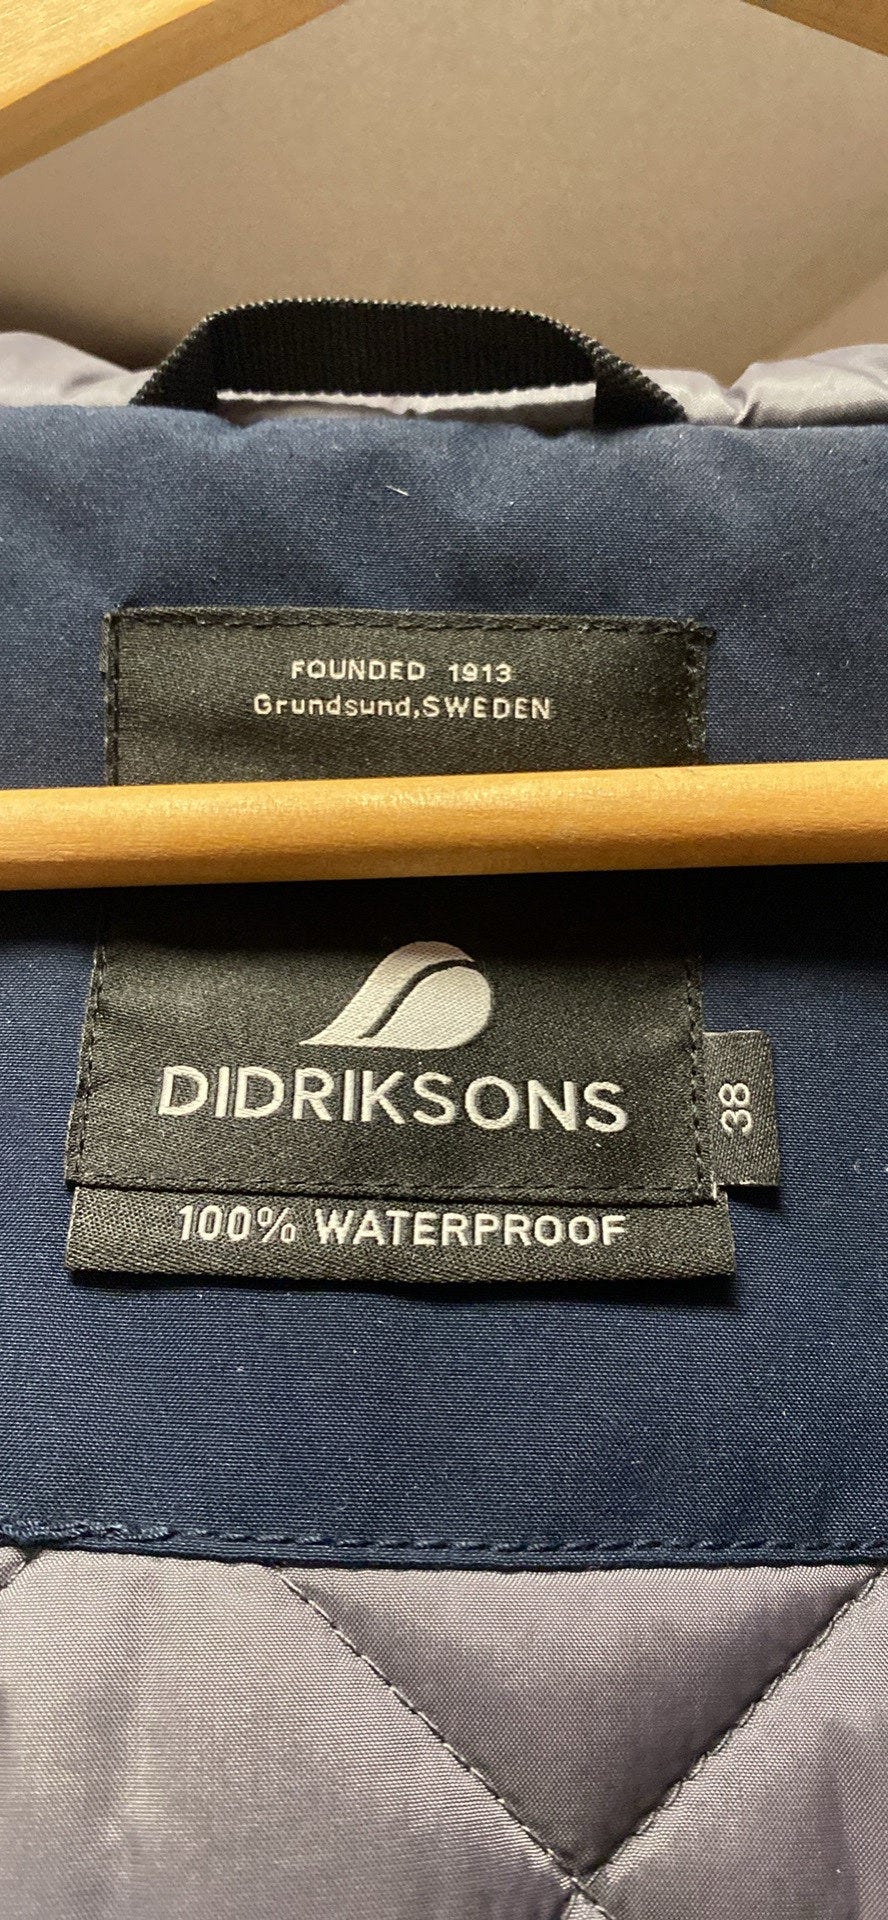 FOUNDED 1913
Grundsund,SWEDEN
DIDRIKSONS
38
100% WATERPROOF